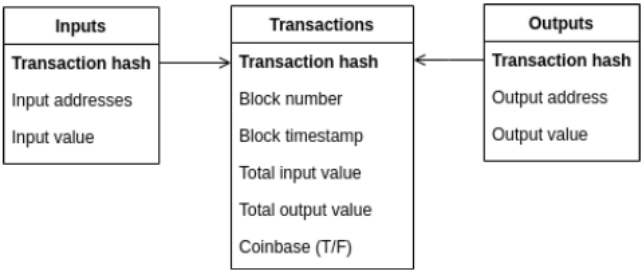 Inputs
Transaction hash
Input addresses
Input value
Transactions
Transaction hash
Block number
Block timestamp
Total input value
Total output value
Coinbase (T/F)
Outputs
Transaction hash
Output address
Output value